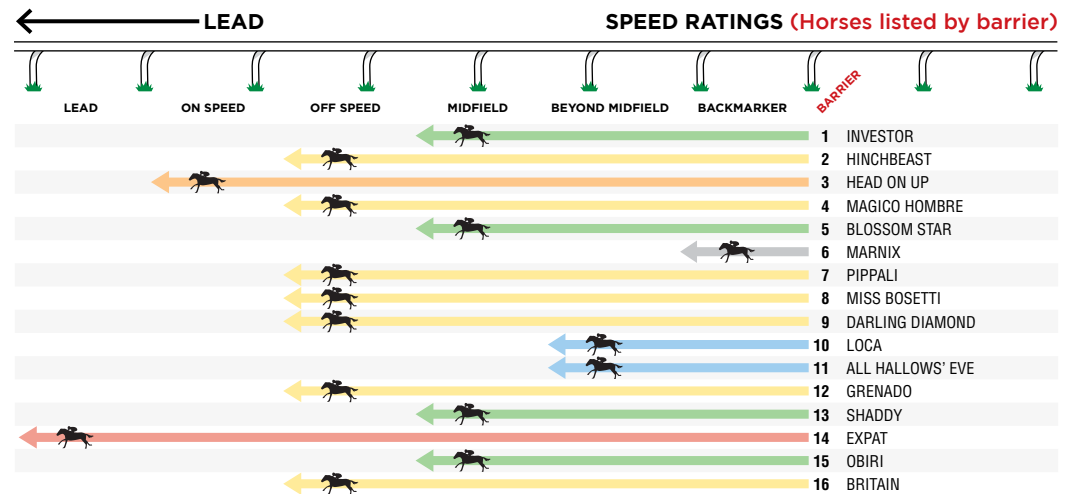 LEAD SPEED RATINGS (Horses listed by barrier)
LEAD ON SPEED OFF SPEED MIDFIELD BEYOND MIDFIELD BACKMARKER BARRIER
1 INVESTOR
2 HINCHBEAST
3 HEAD ON UP
4 MAGICO HOMBRE
5 BLOSSOM STAR
6 MARNIX
7 PIPPALI
8 MISS BOSETTI
9 DARLING DIAMOND
10 LOCA
11 ALL HALLOWS' EVE
12 GRENADO
13 SHADDY
14 EXPAT
15 OBIRI
16 BRITAIN